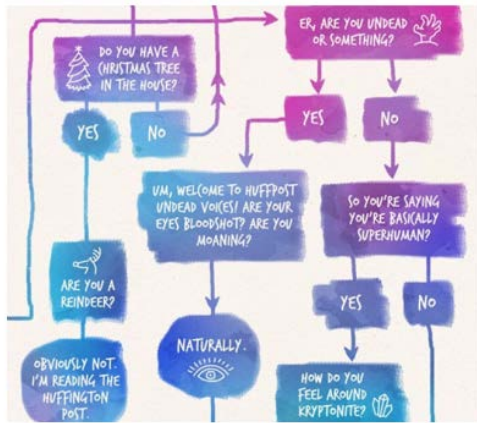 DO YOU HAVE A
CHRISTMAS TREE
IN THE HOUSE?
YES
NO
ARE YOU A
REINDEER?
OBVIOUSLY NOT.
I'M READING THE
HUFFINGTON
POST.
ER, ARE YOU UNDEAD
OR SOMETHING?
YES
NO
UM, WELCOME TO HUFFPOST
UNDEAD VOICES! ARE YOUR
EYES BLOODSHOT? ARE YOU
MOANING?
NATURALLY.
SO YOU'RE SAYING
YOU'RE BASICALLY
SUPERHUMAN?
YES
NO
HOW DO YOU
FEEL AROUND
KRYPTONITE?